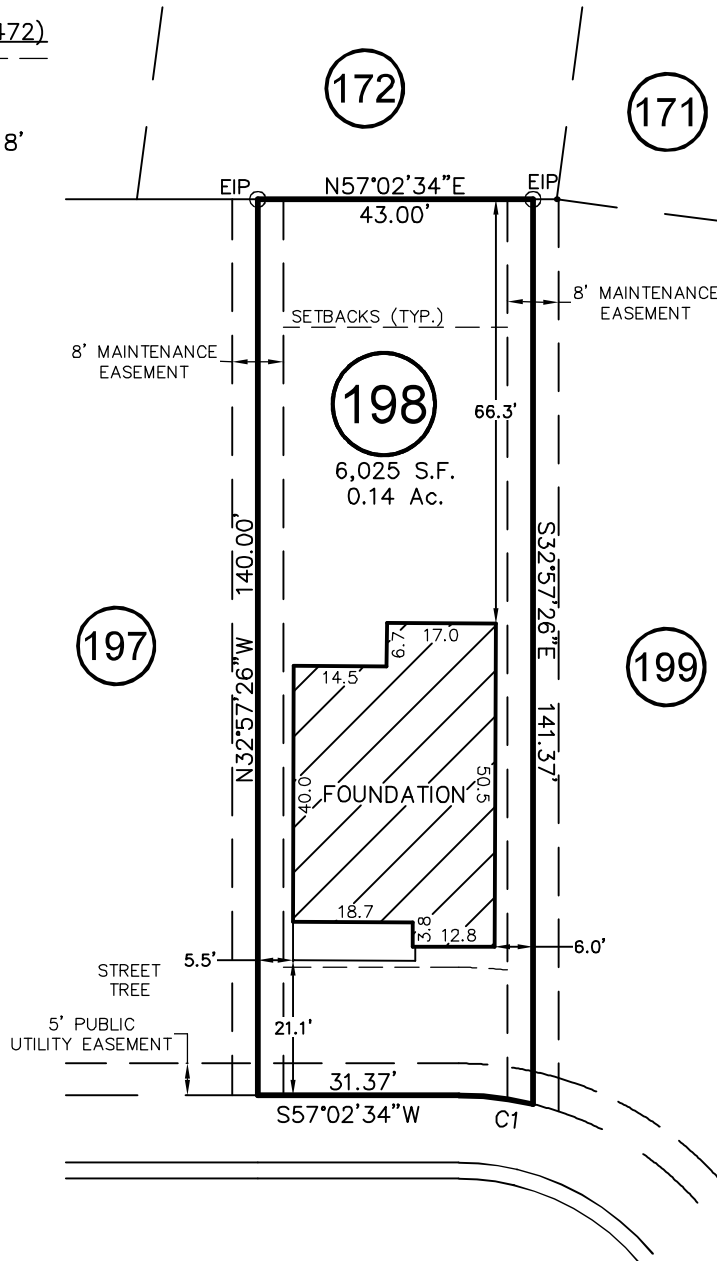 472)
8'
172
171
EIP
N57°02'34"E
EIP
43.00'
8' MAINTENANCE
EASEMENT
SETBACKS (TYP.)
8' MAINTENANCE
EASEMENT
198
66.3'
6,025 S.F.
0.14 Ac.
N32°57'26"W 140.00'
S32°57'26"E 141.37'
197
199
17.0
6.7
14.5
40.0
FOUNDATION
50.5
18.7
3.8
12.8
5.5'
6.0'
STREET
TREE
21.1'
5' PUBLIC
UTILITY EASEMENT
31.37'
S57°02'34"W
C1